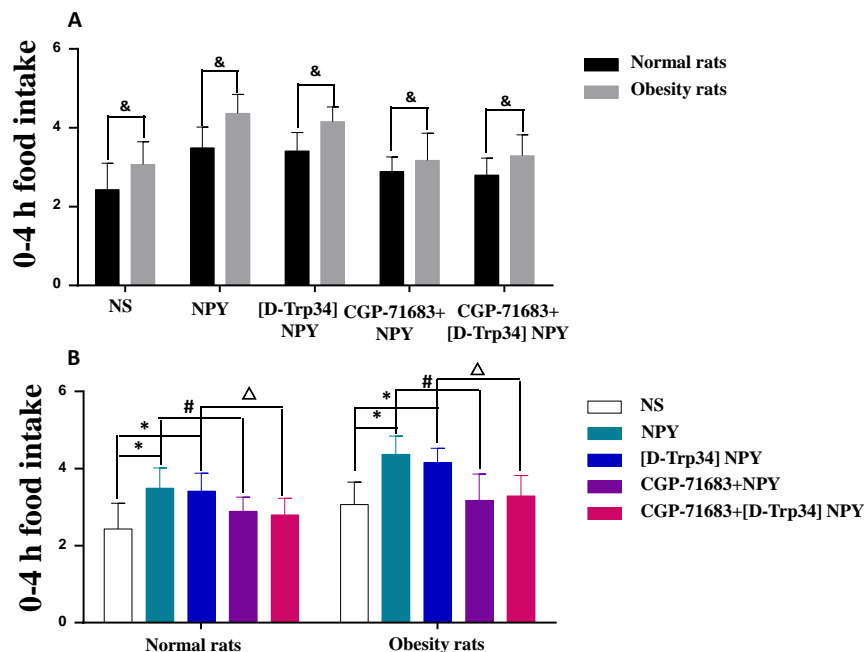 A
0-4 h food intake
6
4
2
0
&
&
&
&
&
NS
NPY
[D-Trp34]
NPY
CGP-71683+
NPY
CGP-71683+
[D-Trp34] NPY
Normal rats
Obesity rats
B
0-4 h food intake
6
4
2
0
*
*
#
△
*
*
#
△
Normal rats
Obesity rats
NS
NPY
[D-Trp34] NPY
CGP-71683+NPY
CGP-71683+[D-Trp34] NPY